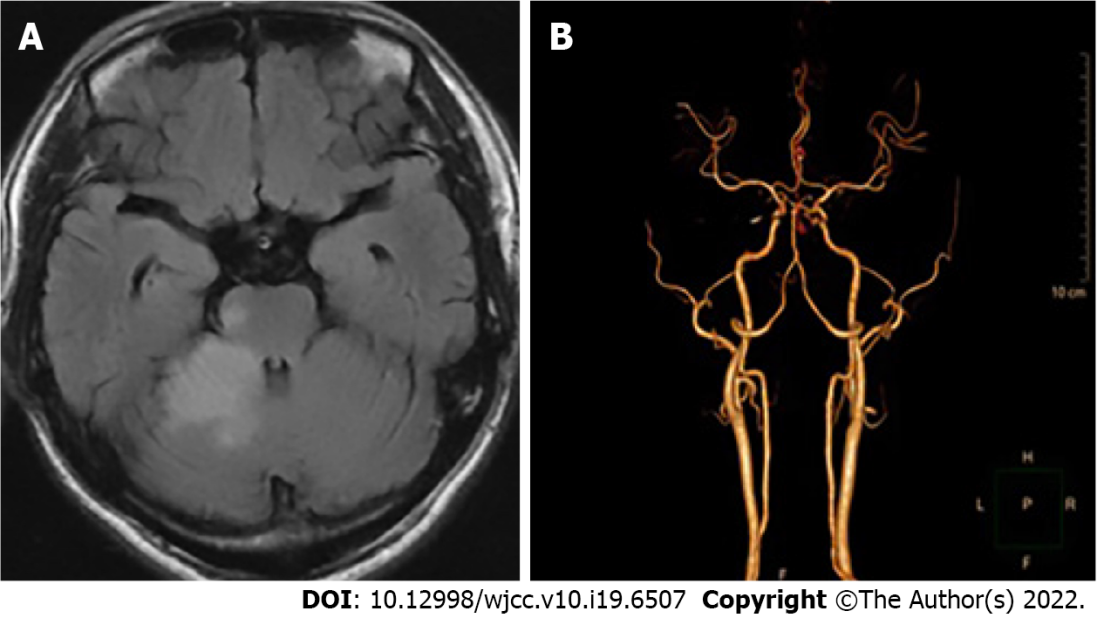 A
B
10 cm
H
L P R
F
F
DOI: 10.12998/wjcc.v10.i19.6507 Copyright ©The Author(s) 2022.